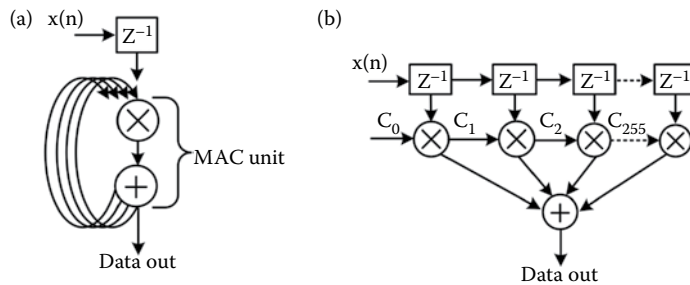 (a)
x(n)
Z⁻¹
MAC unit
Data out
(b)
x(n)
Z⁻¹ Z⁻¹ Z⁻¹ Z⁻¹
C₀ C₁ C₂ C₂₅₅
Data out